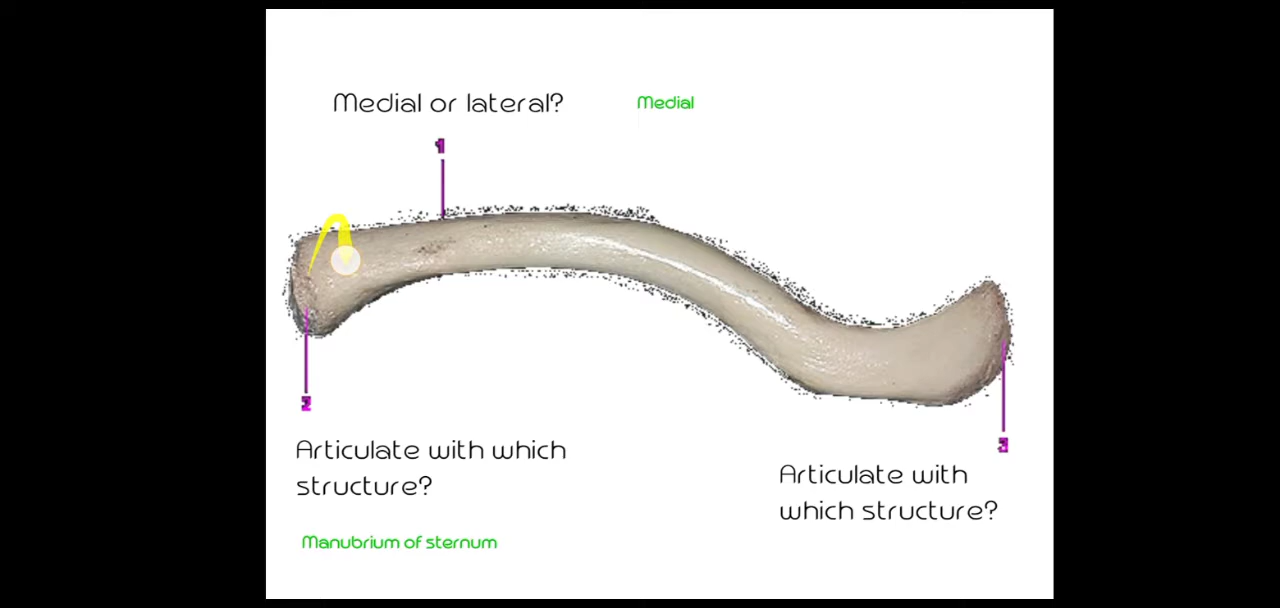 Medial or lateral?
Medial
1
2
3
Articulate with which
structure?
Articulate with
which structure?
Manubrium of sternum